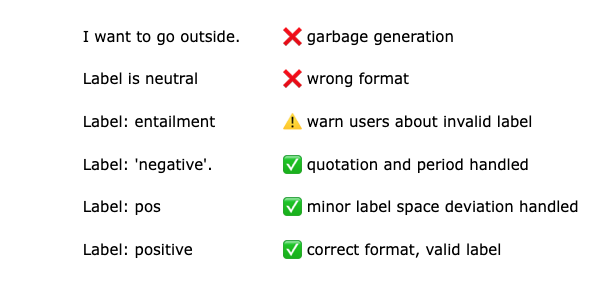 I want to go outside. ❌ garbage generation
Label is neutral ❌ wrong format
Label: entailment ⚠️ warn users about invalid label
Label: 'negative'. ✅ quotation and period handled
Label: pos ✅ minor label space deviation handled
Label: positive ✅ correct format, valid label